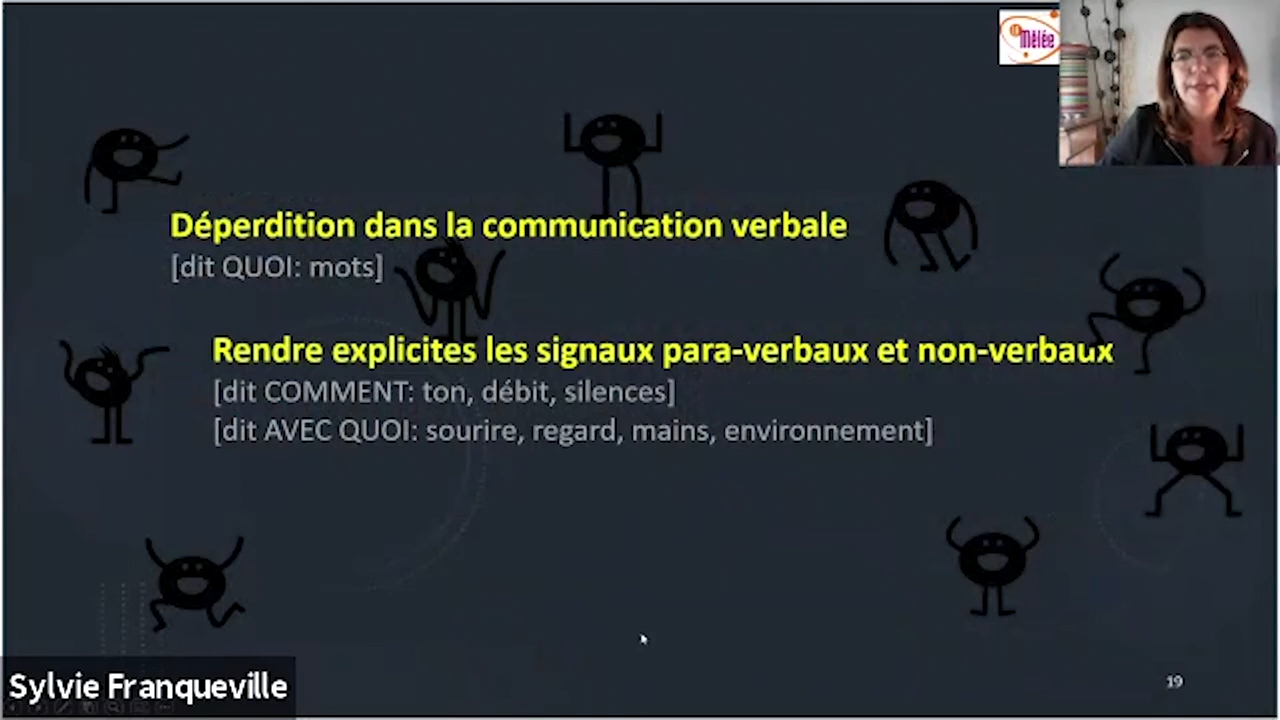 La
Mêlée
Déperdition dans la communication verbale
[dit QUOI: mots]
Rendre explicites les signaux para-verbaux et non-verbaux
[dit COMMENT: ton, débit, silences]
[dit AVEC QUOI: sourire, regard, mains, environnement]
Sylvie Franqueville
19